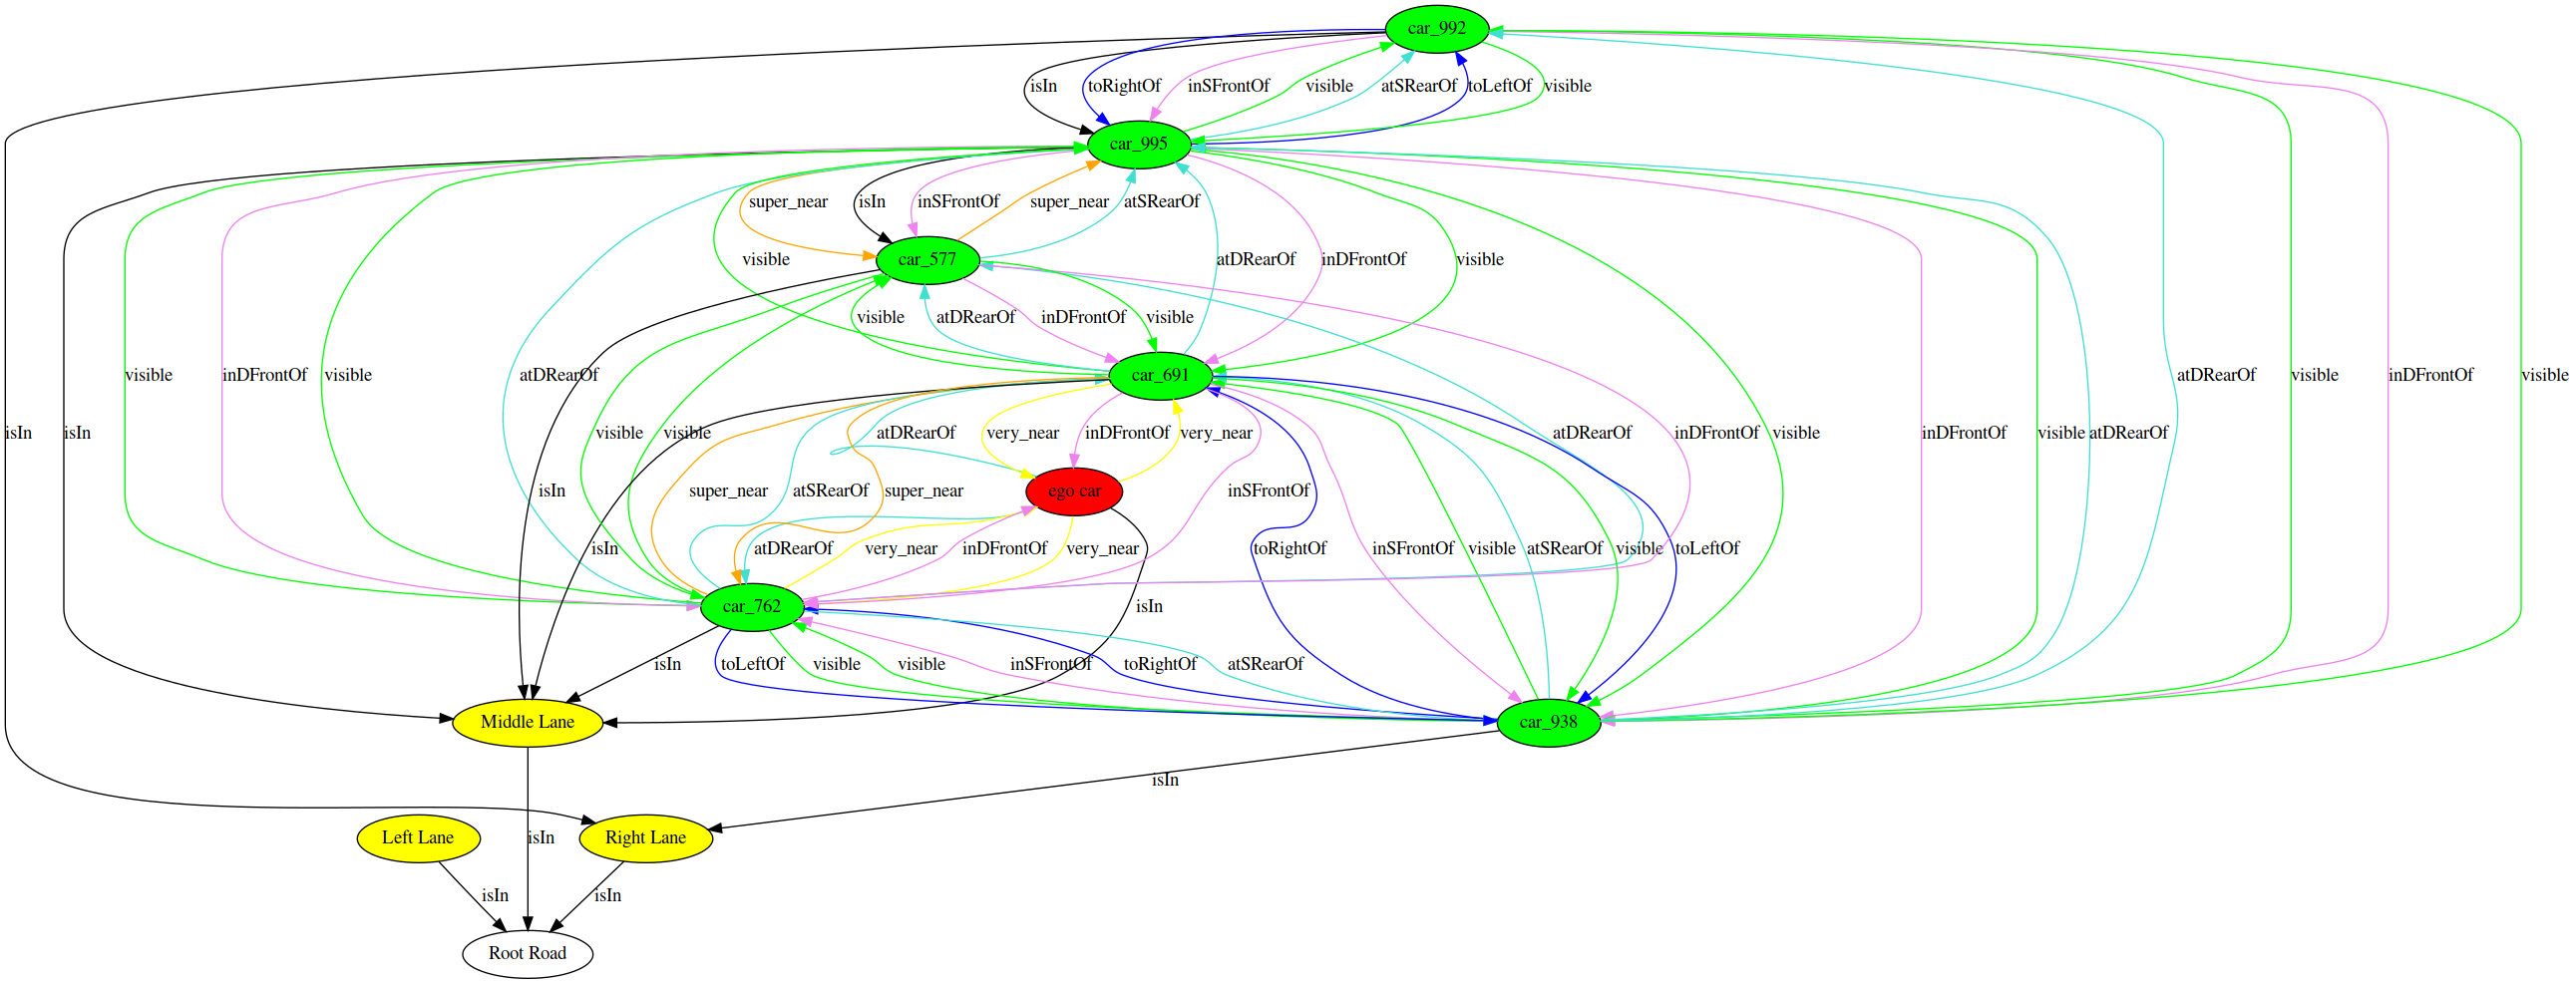 car_992
isIn
toRightOf
inSFrontOf
visible
atSRearOf
toLeftOf
visible
car_995
super_near
isIn
inSFrontOf
super_near
atSRearOf
car_577
visible
atDRearOf
inDFrontOf
visible
visible
atDRearOf
inDFrontOf
visible
visible
inDFrontOf
visible
atDRearOf
car_691
atDRearOf
visible
inDFrontOf
visible
isIn
isIn
visible
visible
atDRearOf
very_near
inDFrontOf
very_near
atDRearOf
inDFrontOf
visible
inDFrontOf
visible
atDRearOf
isIn
super_near
atSRearOf
super_near
ego car
inSFrontOf
isIn
atDRearOf
very_near
inDFrontOf
very_near
toRightOf
inSFrontOf
visible
atSRearOf
visible
toLeftOf
car_762
isIn
isIn
toLeftOf
visible
visible
inSFrontOf
toRightOf
atSRearOf
Middle Lane
car_938
isIn
Left Lane
isIn
Right Lane
isIn
isIn
Root Road